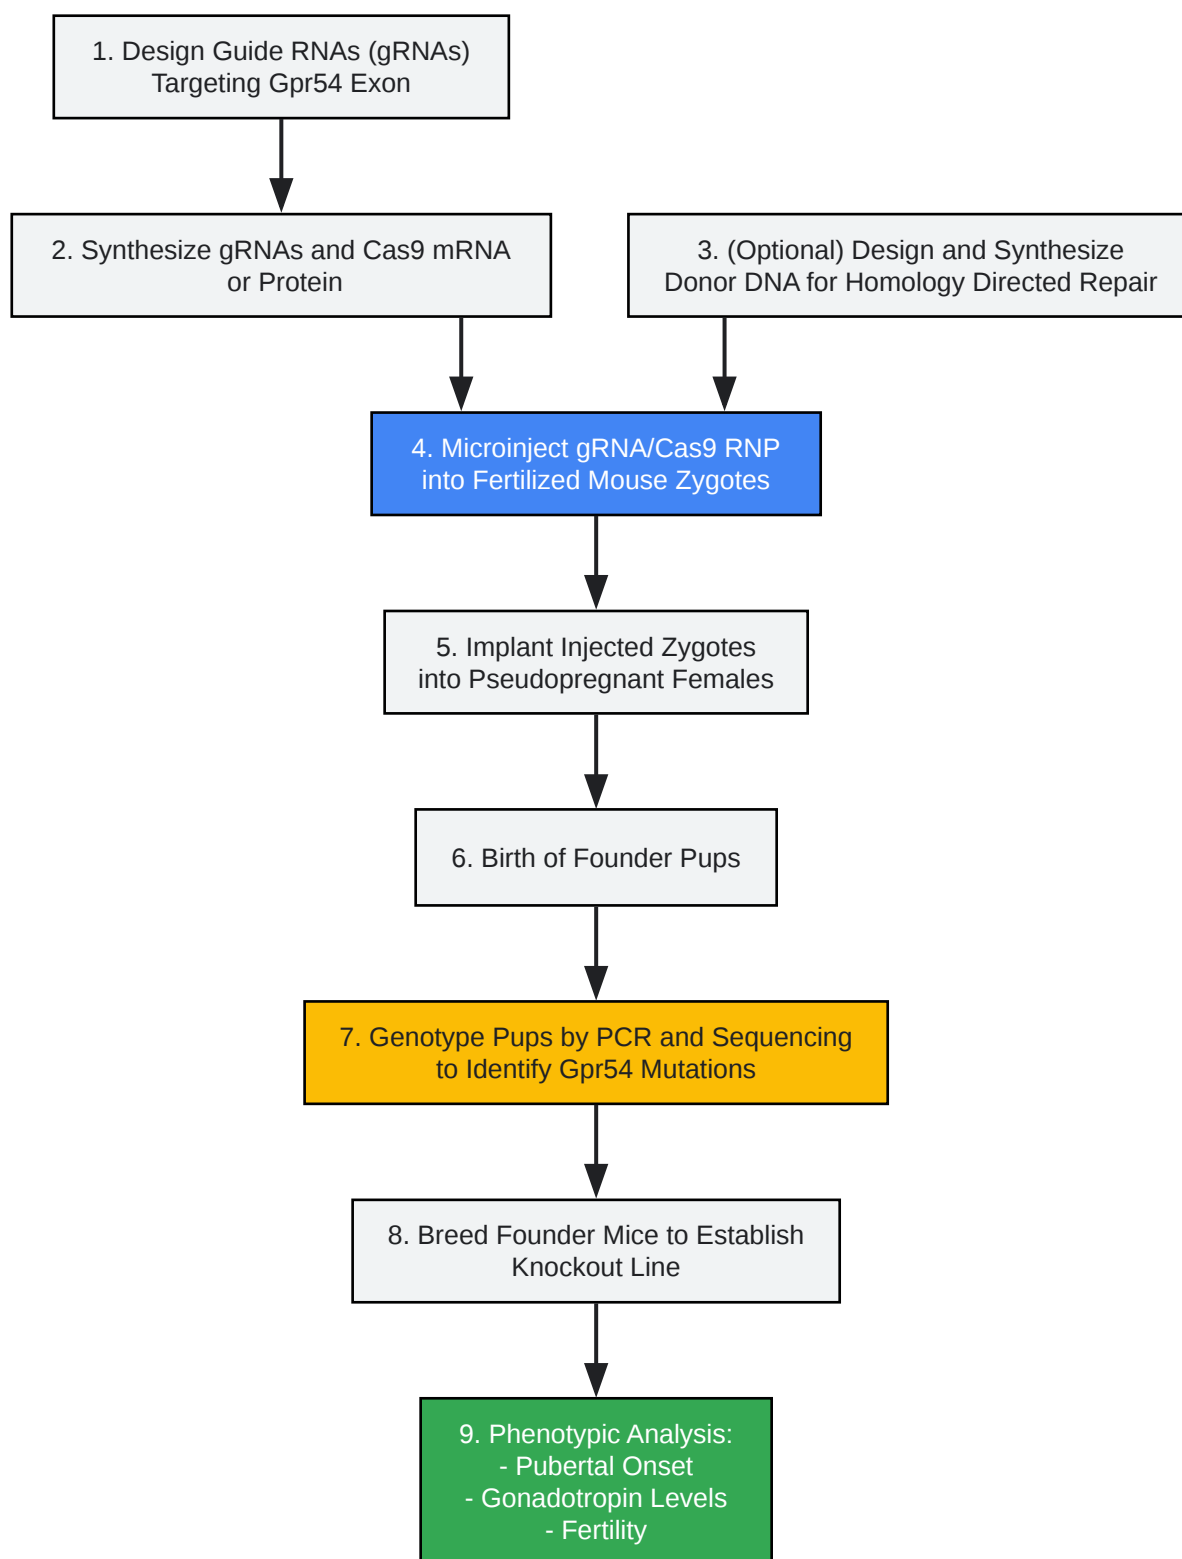 1. Design Guide RNAs (gRNAs)
Targeting Gpr54 Exon
2. Synthesize gRNAs and Cas9 mRNA
or Protein
3. (Optional) Design and Synthesize
Donor DNA for Homology Directed Repair
4. Microinject gRNA/Cas9 RNP
into Fertilized Mouse Zygotes
5. Implant Injected Zygotes
into Pseudopregnant Females
6. Birth of Founder Pups
7. Genotype Pups by PCR and Sequencing
to Identify Gpr54 Mutations
8. Breed Founder Mice to Establish
Knockout Line
9. Phenotypic Analysis:
- Pubertal Onset
- Gonadotropin Levels
- Fertility